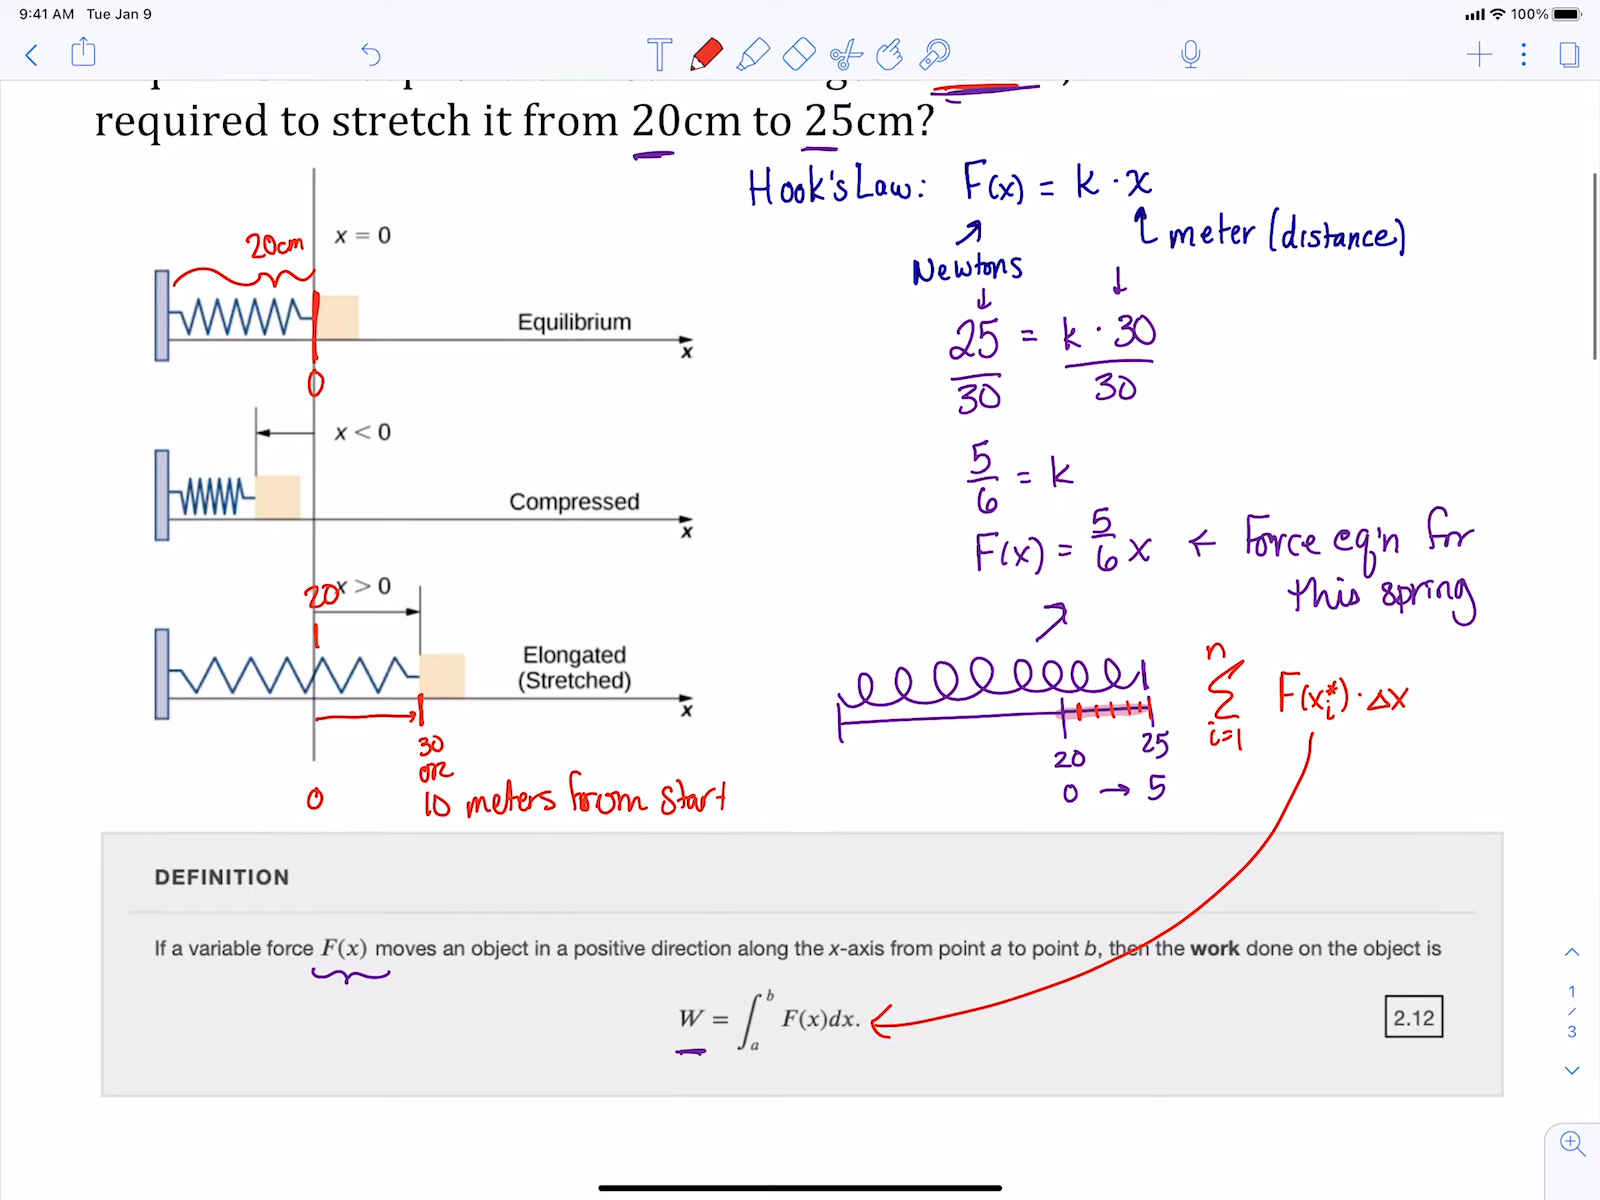 9:41 AM Tue Jan 9
100%
T
required to stretch it from 20cm to 25cm?
Hook's Law: F(x) = k · x
meter (distance)
Newtons
25 = k · 30
30 30
5/6 = k
F(x) = 5/6 x ← Force eq'n for
this spring
20cm
x = 0
Equilibrium
x
0
x < 0
Compressed
x
20
x > 0
Elongated
(Stretched)
x
30
or
0
10 meters from start
20 25
0 → 5
n
Σ F(xᵢ*) · Δx
i=1
DEFINITION
If a variable force F(x) moves an object in a positive direction along the x-axis from point a to point b, then the work done on the object is
W = ∫ₐᵇ F(x)dx.
2.12
1
/
3